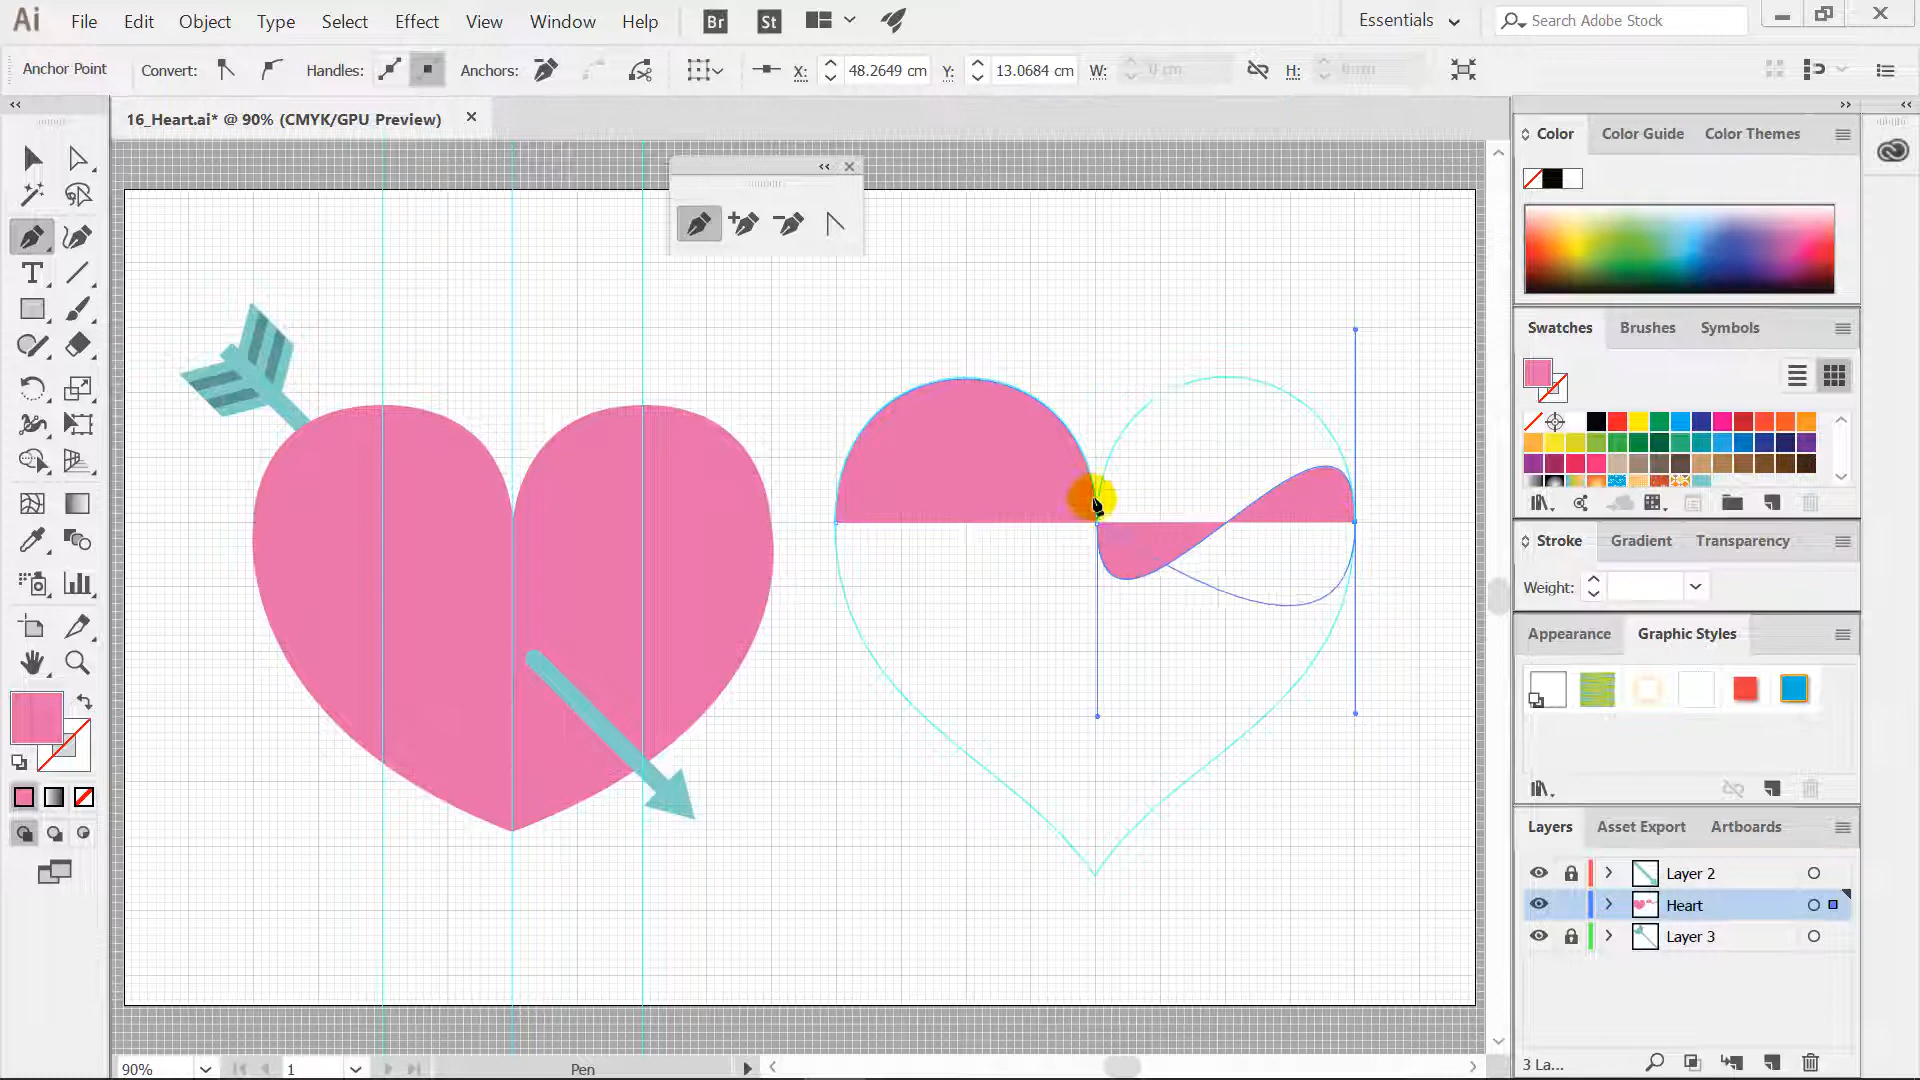 Ai File Edit Object Type Select Effect View Window Help Br St Essentials Search Adobe Stock
Anchor Point Convert: Handles: Anchors: X: 48.2649 cm Y: 13.0684 cm W: 0 cm H:
16_Heart.ai* @ 90% (CMYK/GPU Preview)
Color Color Guide Color Themes
Swatches Brushes Symbols
Stroke Gradient Transparency
Weight:
Appearance Graphic Styles
Layers Asset Export Artboards
Layer 2
Heart
Layer 3
90% 1 Pen 3 La...